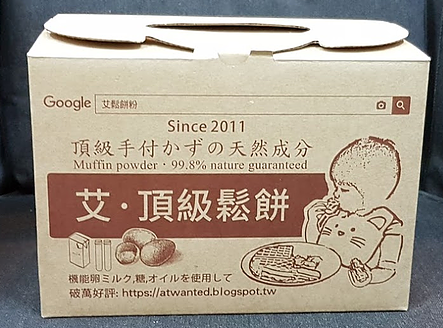 Google 艾鬆餅粉
Since 2011
頂級手付かずの天然成分
Muffin powder · 99.8% nature guaranteed
艾·頂級鬆餅
機能卵ミルク,糖,オイルを使用して
破萬好評: https://atwanted.blogspot.tw